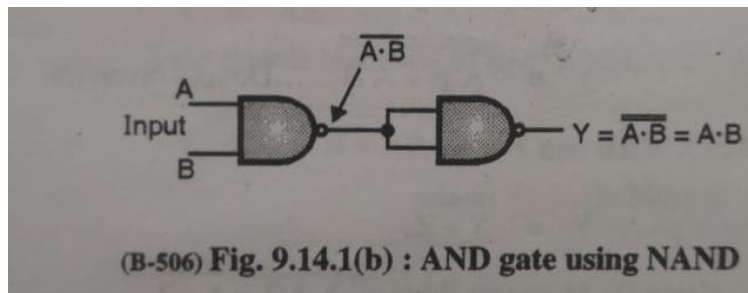 A·B
A
Input
B
Y = A·B = A·B
(B-506) Fig. 9.14.1(b) : AND gate using NAND